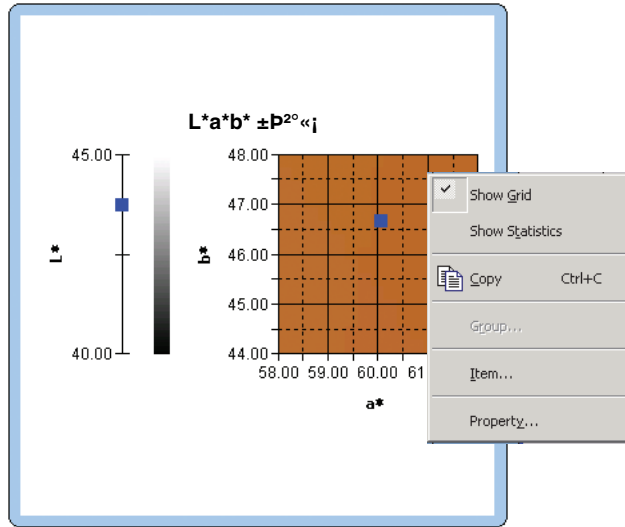 L*a*b* ±Þ²°«¡
45.00
40.00
L*
48.00
47.00
46.00
45.00
44.00
b*
58.00 59.00 60.00 61
a*
Show Grid
Show Statistics
Copy Ctrl+C
Group...
Item...
Property...